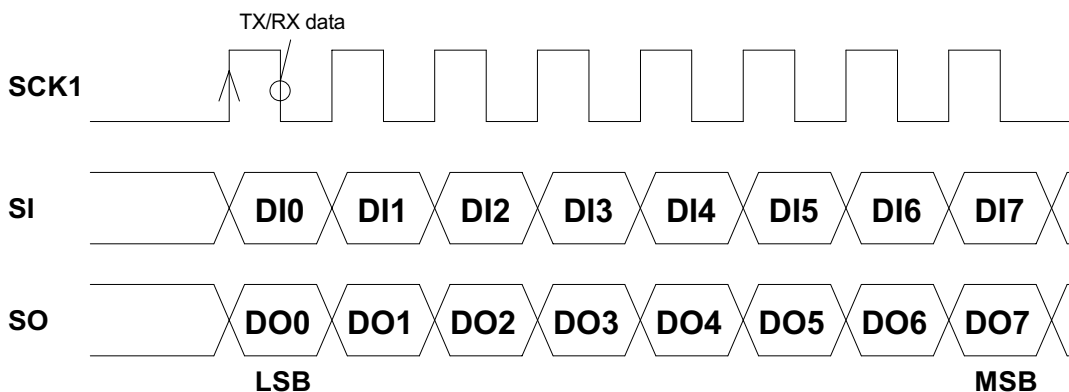 TX/RX data
SCK1
SI DI0 DI1 DI2 DI3 DI4 DI5 DI6 DI7
SO DO0 DO1 DO2 DO3 DO4 DO5 DO6 DO7
LSB MSB